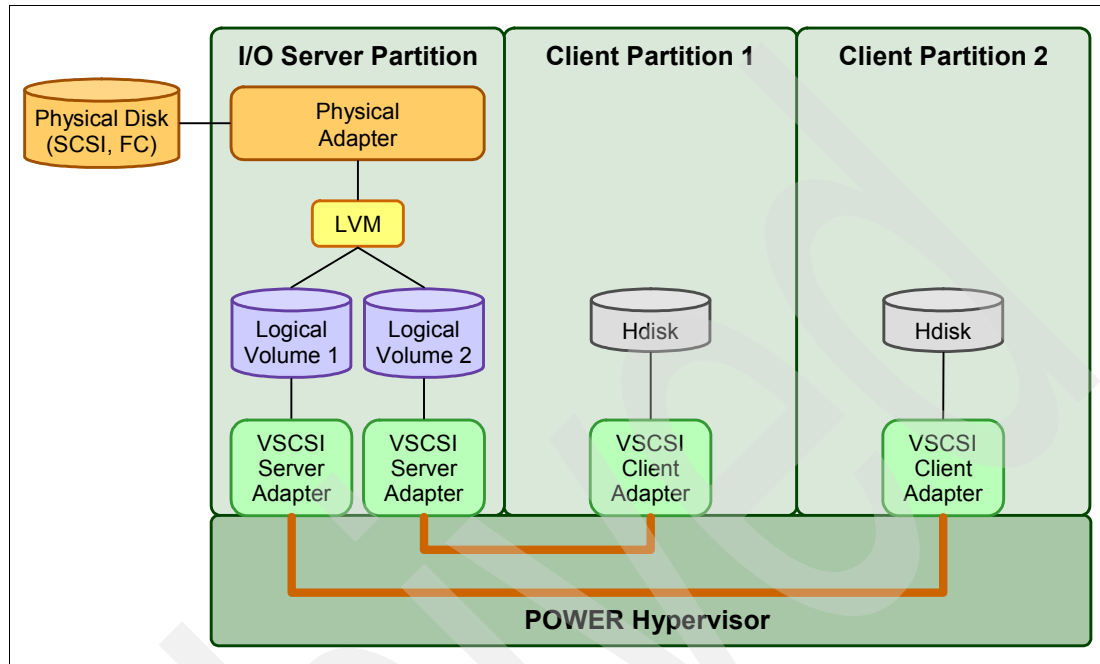 I/O Server Partition
Client Partition 1
Client Partition 2
Physical Disk
(SCSI, FC)
Physical
Adapter
LVM
Logical
Volume 1
Logical
Volume 2
Hdisk
Hdisk
VSCSI
Server
Adapter
VSCSI
Server
Adapter
VSCSI
Client
Adapter
VSCSI
Client
Adapter
POWER Hypervisor